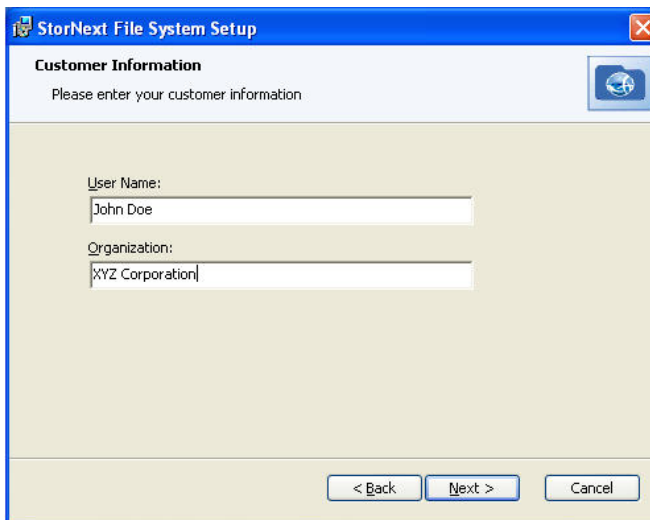 StorNext File System Setup
Customer Information
Please enter your customer information
User Name:
John Doe
Organization:
XYZ Corporation
< Back Next > Cancel